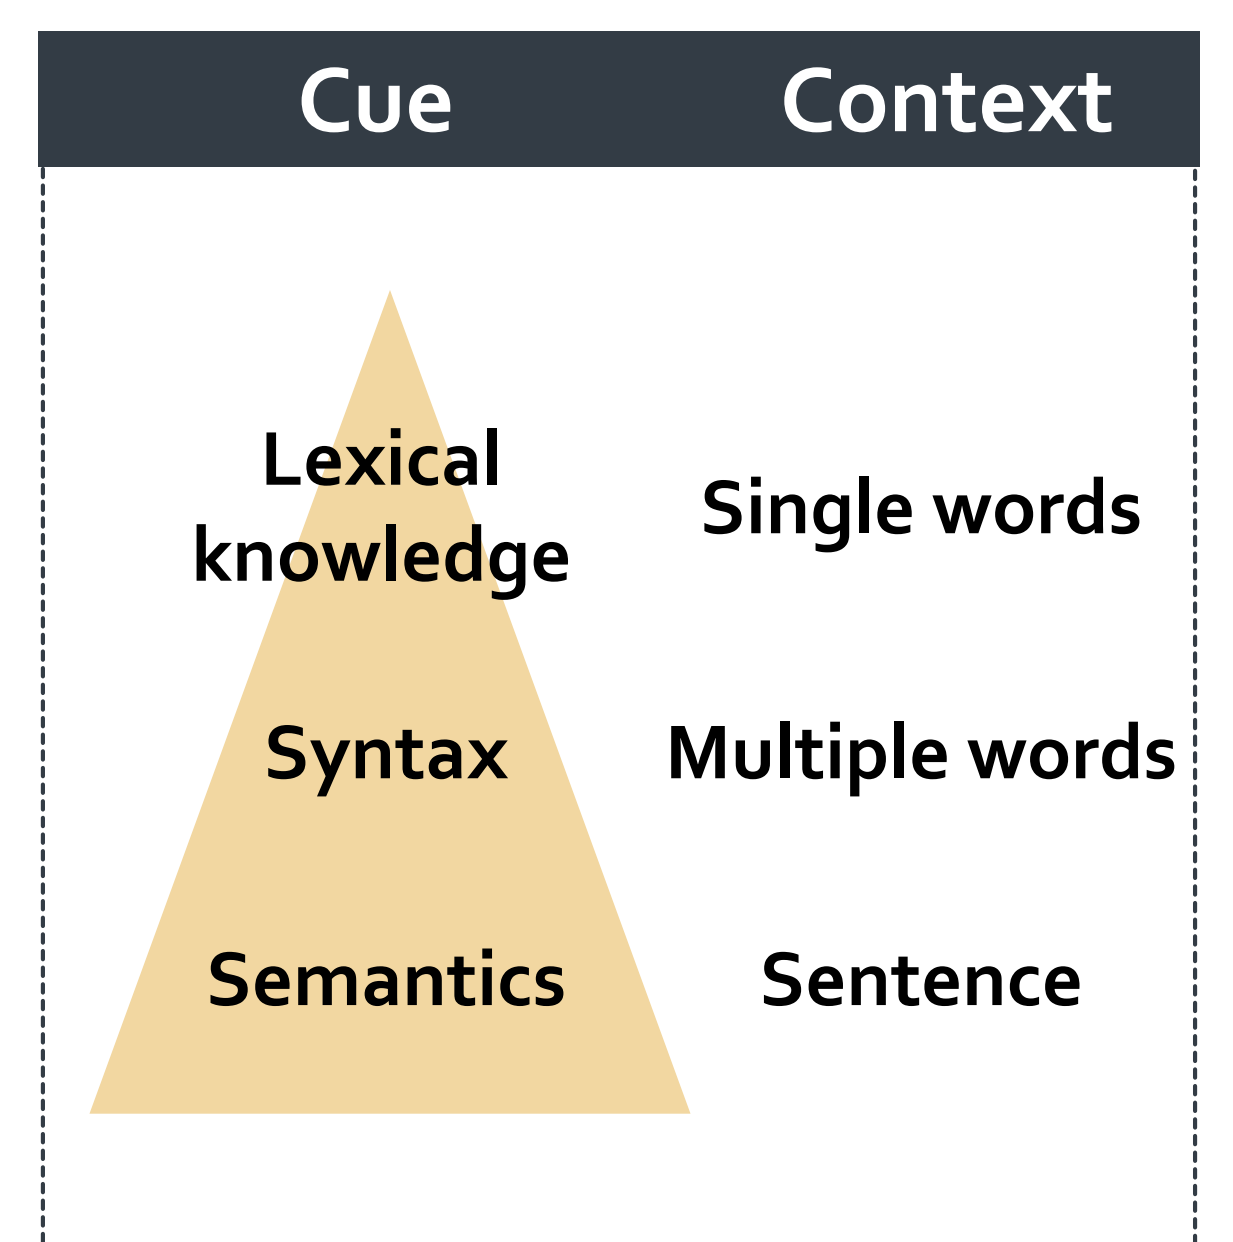 Cue Context
Lexical
knowledge
Single words
Syntax Multiple words
Semantics Sentence